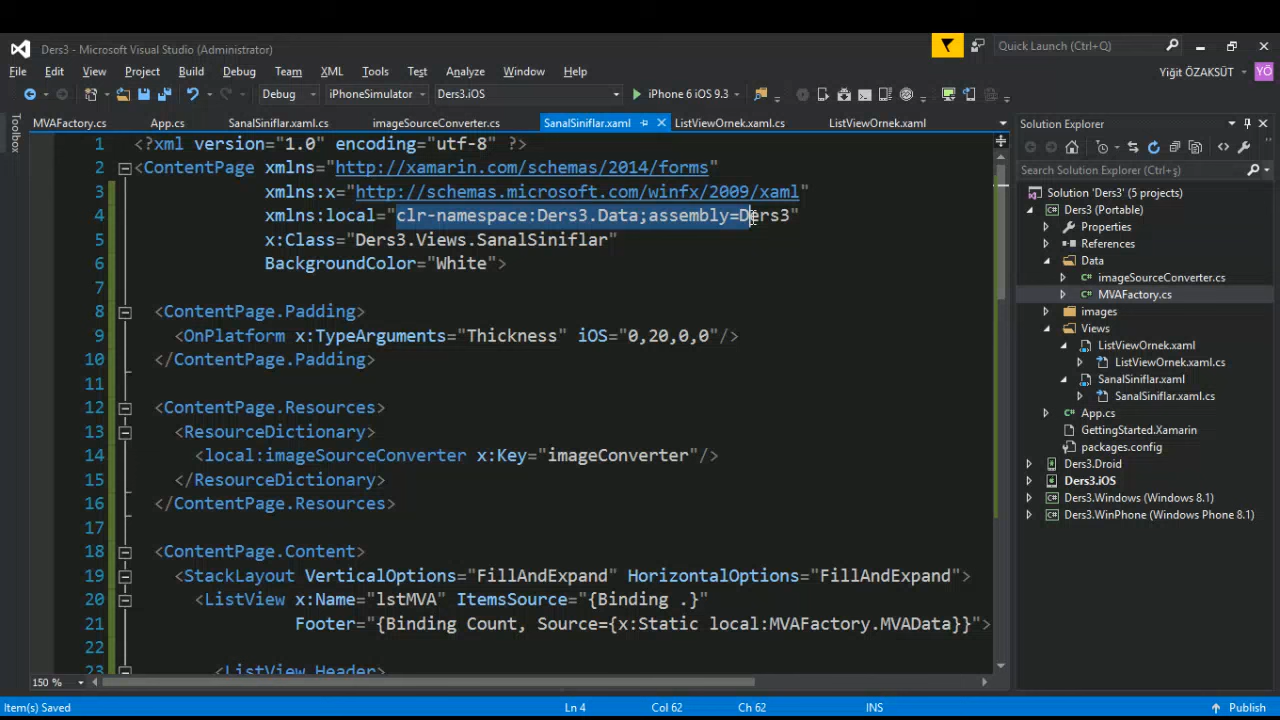 Ders3 - Microsoft Visual Studio (Administrator)
Quick Launch (Ctrl+Q)
File Edit View Project Build Debug Team XML Tools Test Analyze Window Help
Yiğit ÖZAKSÜT YÖ
Debug iPhoneSimulator Ders3.iOS iPhone 6 iOS 9.3
Toolbox
MVAFactory.cs App.cs SanalSiniflar.xaml.cs imageSourceConverter.cs SanalSiniflar.xaml ListViewOrnek.xaml.cs ListViewOrnek.xaml
1 <?xml version="1.0" encoding="utf-8" ?>
2 <ContentPage xmlns="http://xamarin.com/schemas/2014/forms"
3 xmlns:x="http://schemas.microsoft.com/winfx/2009/xaml"
4 xmlns:local="clr-namespace:Ders3.Data;assembly=Ders3"
5 x:Class="Ders3.Views.SanalSiniflar"
6 BackgroundColor="White">
7
8 <ContentPage.Padding>
9 <OnPlatform x:TypeArguments="Thickness" iOS="0,20,0,0"/>
10 </ContentPage.Padding>
11
12 <ContentPage.Resources>
13 <ResourceDictionary>
14 <local:imageSourceConverter x:Key="imageConverter"/>
15 </ResourceDictionary>
16 </ContentPage.Resources>
17
18 <ContentPage.Content>
19 <StackLayout VerticalOptions="FillAndExpand" HorizontalOptions="FillAndExpand">
20 <ListView x:Name="lstMVA" ItemsSource="{Binding .}"
21 Footer="{Binding Count, Source={x:Static local:MVAFactory.MVAData}}">
22
23 <ListView.Header>
150 %
Solution Explorer
Search Solution Explorer (Ctrl+ş)
Solution 'Ders3' (5 projects)
Ders3 (Portable)
Properties
References
Data
imageSourceConverter.cs
MVAFactory.cs
images
Views
ListViewOrnek.xaml
ListViewOrnek.xaml.cs
SanalSiniflar.xaml
SanalSiniflar.xaml.cs
App.cs
GettingStarted.Xamarin
packages.config
Ders3.Droid
Ders3.iOS
Ders3.Windows (Windows 8.1)
Ders3.WinPhone (Windows Phone 8.1)
Item(s) Saved Ln 4 Col 62 Ch 62 INS Publish